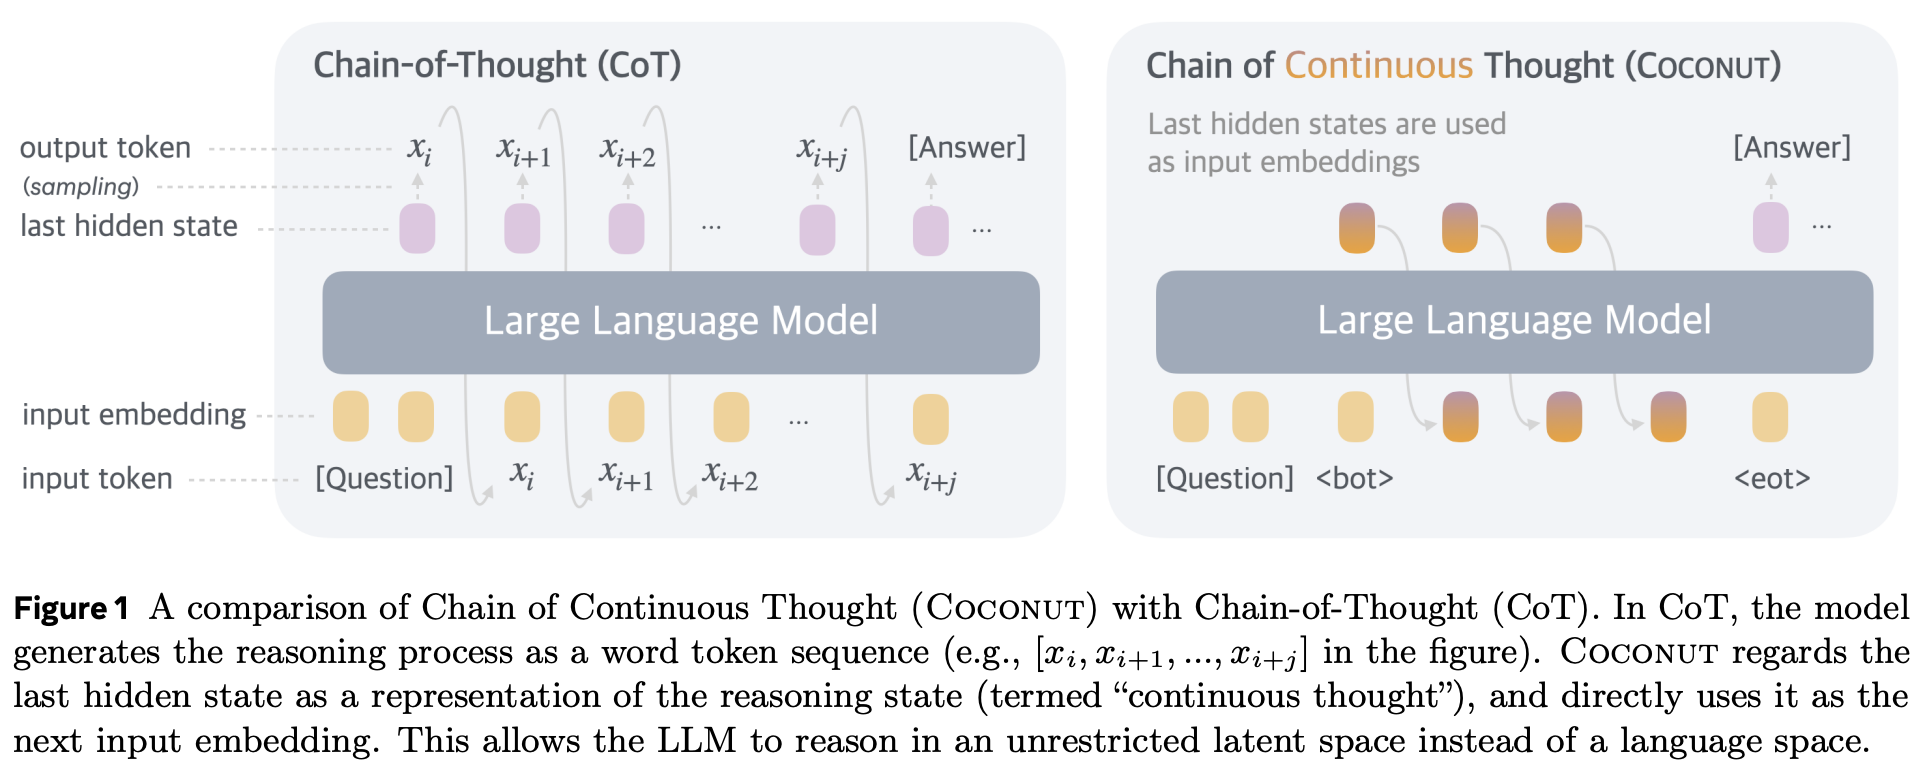 Chain-of-Thought (CoT)
output token
(sampling)
last hidden state
x_i x_{i+1} x_{i+2} x_{i+j} [Answer]
... ...
Large Language Model
input embedding
...
input token
[Question] x_i x_{i+1} x_{i+2} x_{i+j}
Chain of Continuous Thought (COCONUT)
Last hidden states are used
as input embeddings
[Answer]
...
Large Language Model
[Question] <bot> <eot>
Figure 1 A comparison of Chain of Continuous Thought (COCONUT) with Chain-of-Thought (CoT). In CoT, the model
generates the reasoning process as a word token sequence (e.g., [x_i, x_{i+1}, ..., x_{i+j}] in the figure). COCONUT regards the
last hidden state as a representation of the reasoning state (termed “continuous thought”), and directly uses it as the
next input embedding. This allows the LLM to reason in an unrestricted latent space instead of a language space.